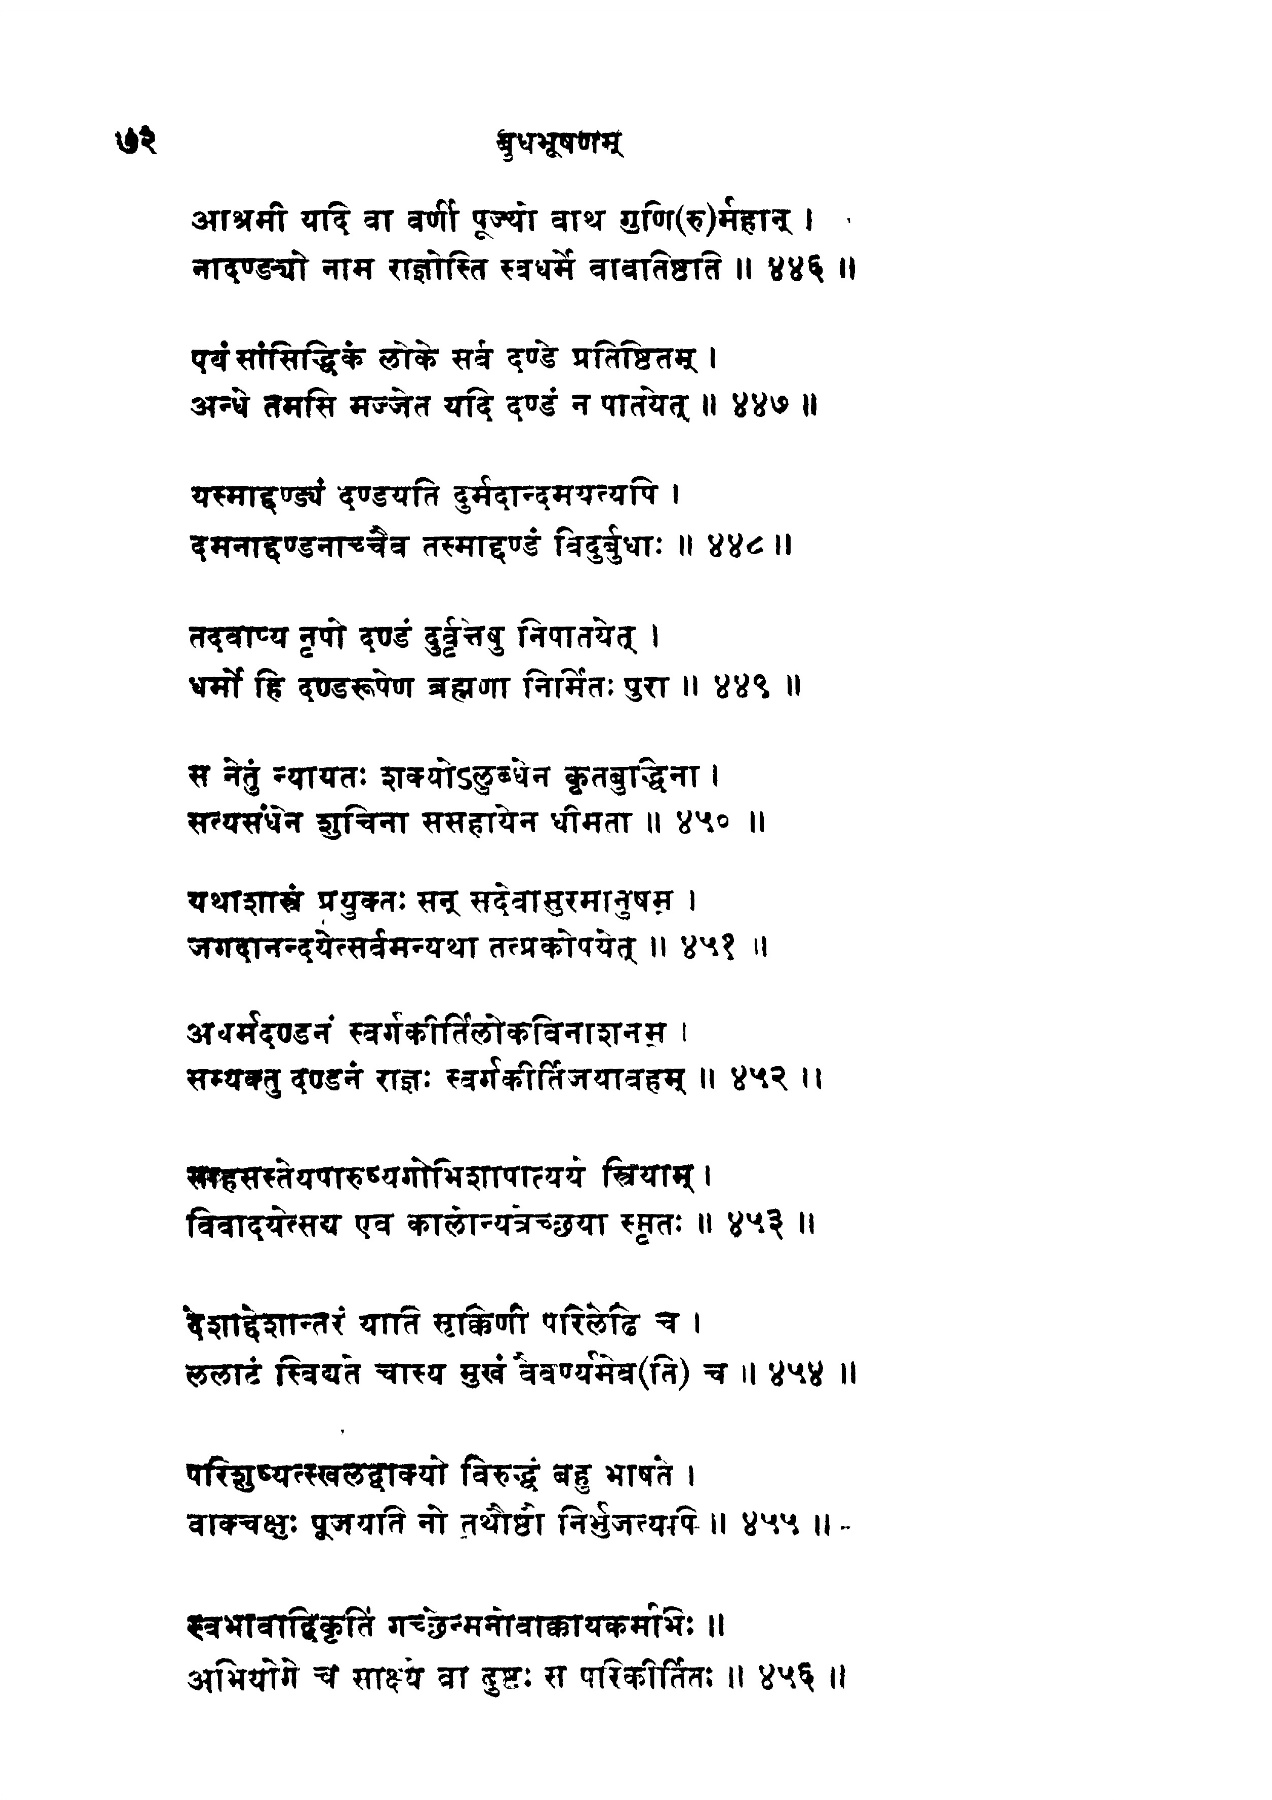 ७२ बुधभूषणम्
आश्रमी यदि वा वर्णी पूज्यो वाथ गुणि(रु)र्महान् ।
नादण्ड्यो नाम राज्ञोस्ति स्वधर्मे वावतिष्ठति ॥ ४४६ ॥
एवं सांसिद्धिकं लोके सर्वं दण्डे प्रतिष्ठितम् ।
अन्धे तमसि मज्जेत यदि दण्डं न पातयेत् ॥ ४४७ ॥
यस्माद्दण्ड्यं दण्डयति दुर्मदान्दमयत्यपि ।
दमनाद्दण्डनाच्चैव तस्माद्दण्डं विदुर्बुधाः ॥ ४४८ ॥
तदवाप्य नृपो दण्डं दुर्वृत्तेषु निपातयेत् ।
धर्मो हि दण्डरूपेण ब्रह्मणा निर्मितः पुरा ॥ ४४९ ॥
स नेतुं न्यायतः शक्योऽलुब्धेन कृतबुद्धिना ।
सत्यसंधेन शुचिना ससहायेन धीमता ॥ ४५० ॥
यथाशास्त्रं प्रयुक्तः सन् सदेवासुरमानुषम् ।
जगदानन्दयेत्सर्वमन्यथा तत्प्रकोपयेत् ॥ ४५१ ॥
अधर्मदण्डनं स्वर्गकीर्तिलोकविनाशनम् ।
सम्यक्तु दण्डनं राज्ञः स्वर्गकीर्तिजयावहम् ॥ ४५२ ॥
साहसस्तेयपारुष्यगोभिशापात्यये स्त्रियाम् ।
विवादयेत्सद्य एव कालोन्यत्रेच्छया स्मृतः ॥ ४५३ ॥
देशाद्देशान्तरं याति सृक्किणी परिलेढि च ।
ललाटं स्विद्यते चास्य मुखं वैवर्ण्यमेव(ति) च ॥ ४५४ ॥
परिशुष्यत्स्खलद्वाक्यो विरुद्धं बहु भाषते ।
वाक्चक्षुः पूजयति नो तथौष्ठौ निर्भुजत्यपि ॥ ४५५ ॥
स्वभावाद्विकृतिं गच्छेन्मनोवाक्कायकर्मभिः ॥
अभियोगे च साक्ष्ये वा दुष्टः स परिकीर्तितः ॥ ४५६ ॥